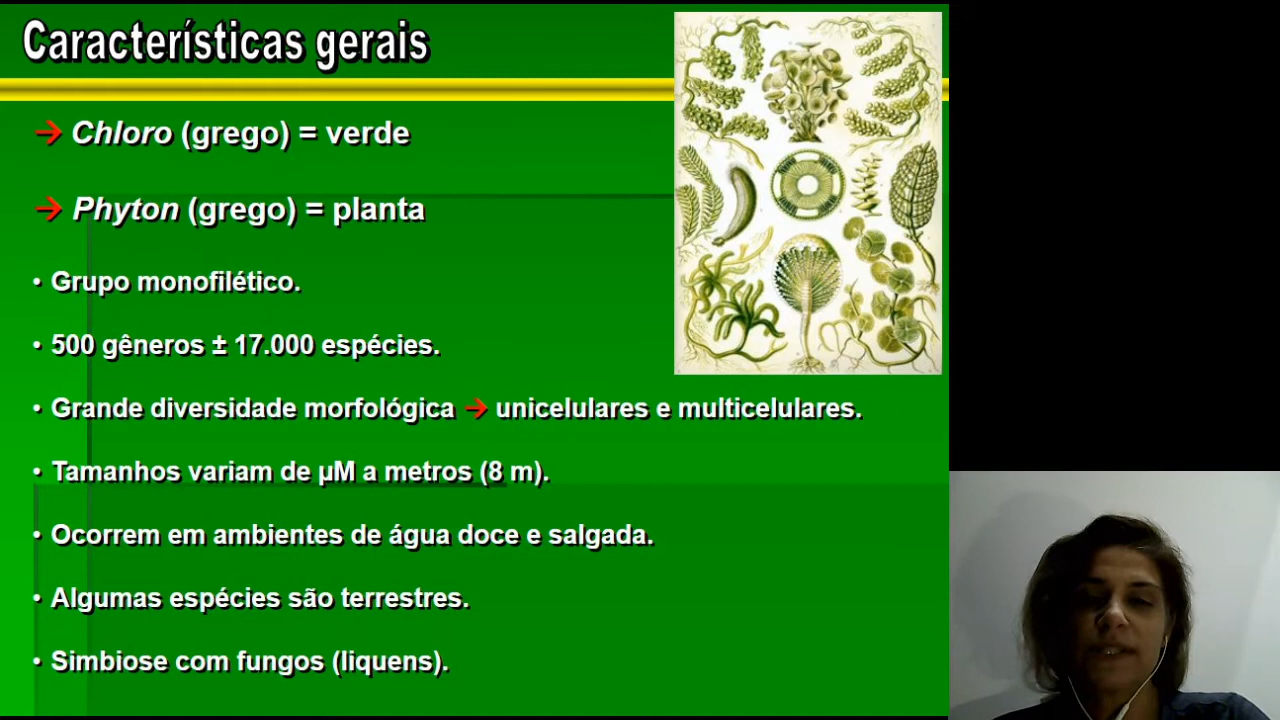 Características gerais
→ Chloro (grego) = verde
→ Phyton (grego) = planta
• Grupo monofilético.
• 500 gêneros ± 17.000 espécies.
• Grande diversidade morfológica → unicelulares e multicelulares.
• Tamanhos variam de µM a metros (8 m).
• Ocorrem em ambientes de água doce e salgada.
• Algumas espécies são terrestres.
• Simbiose com fungos (liquens).